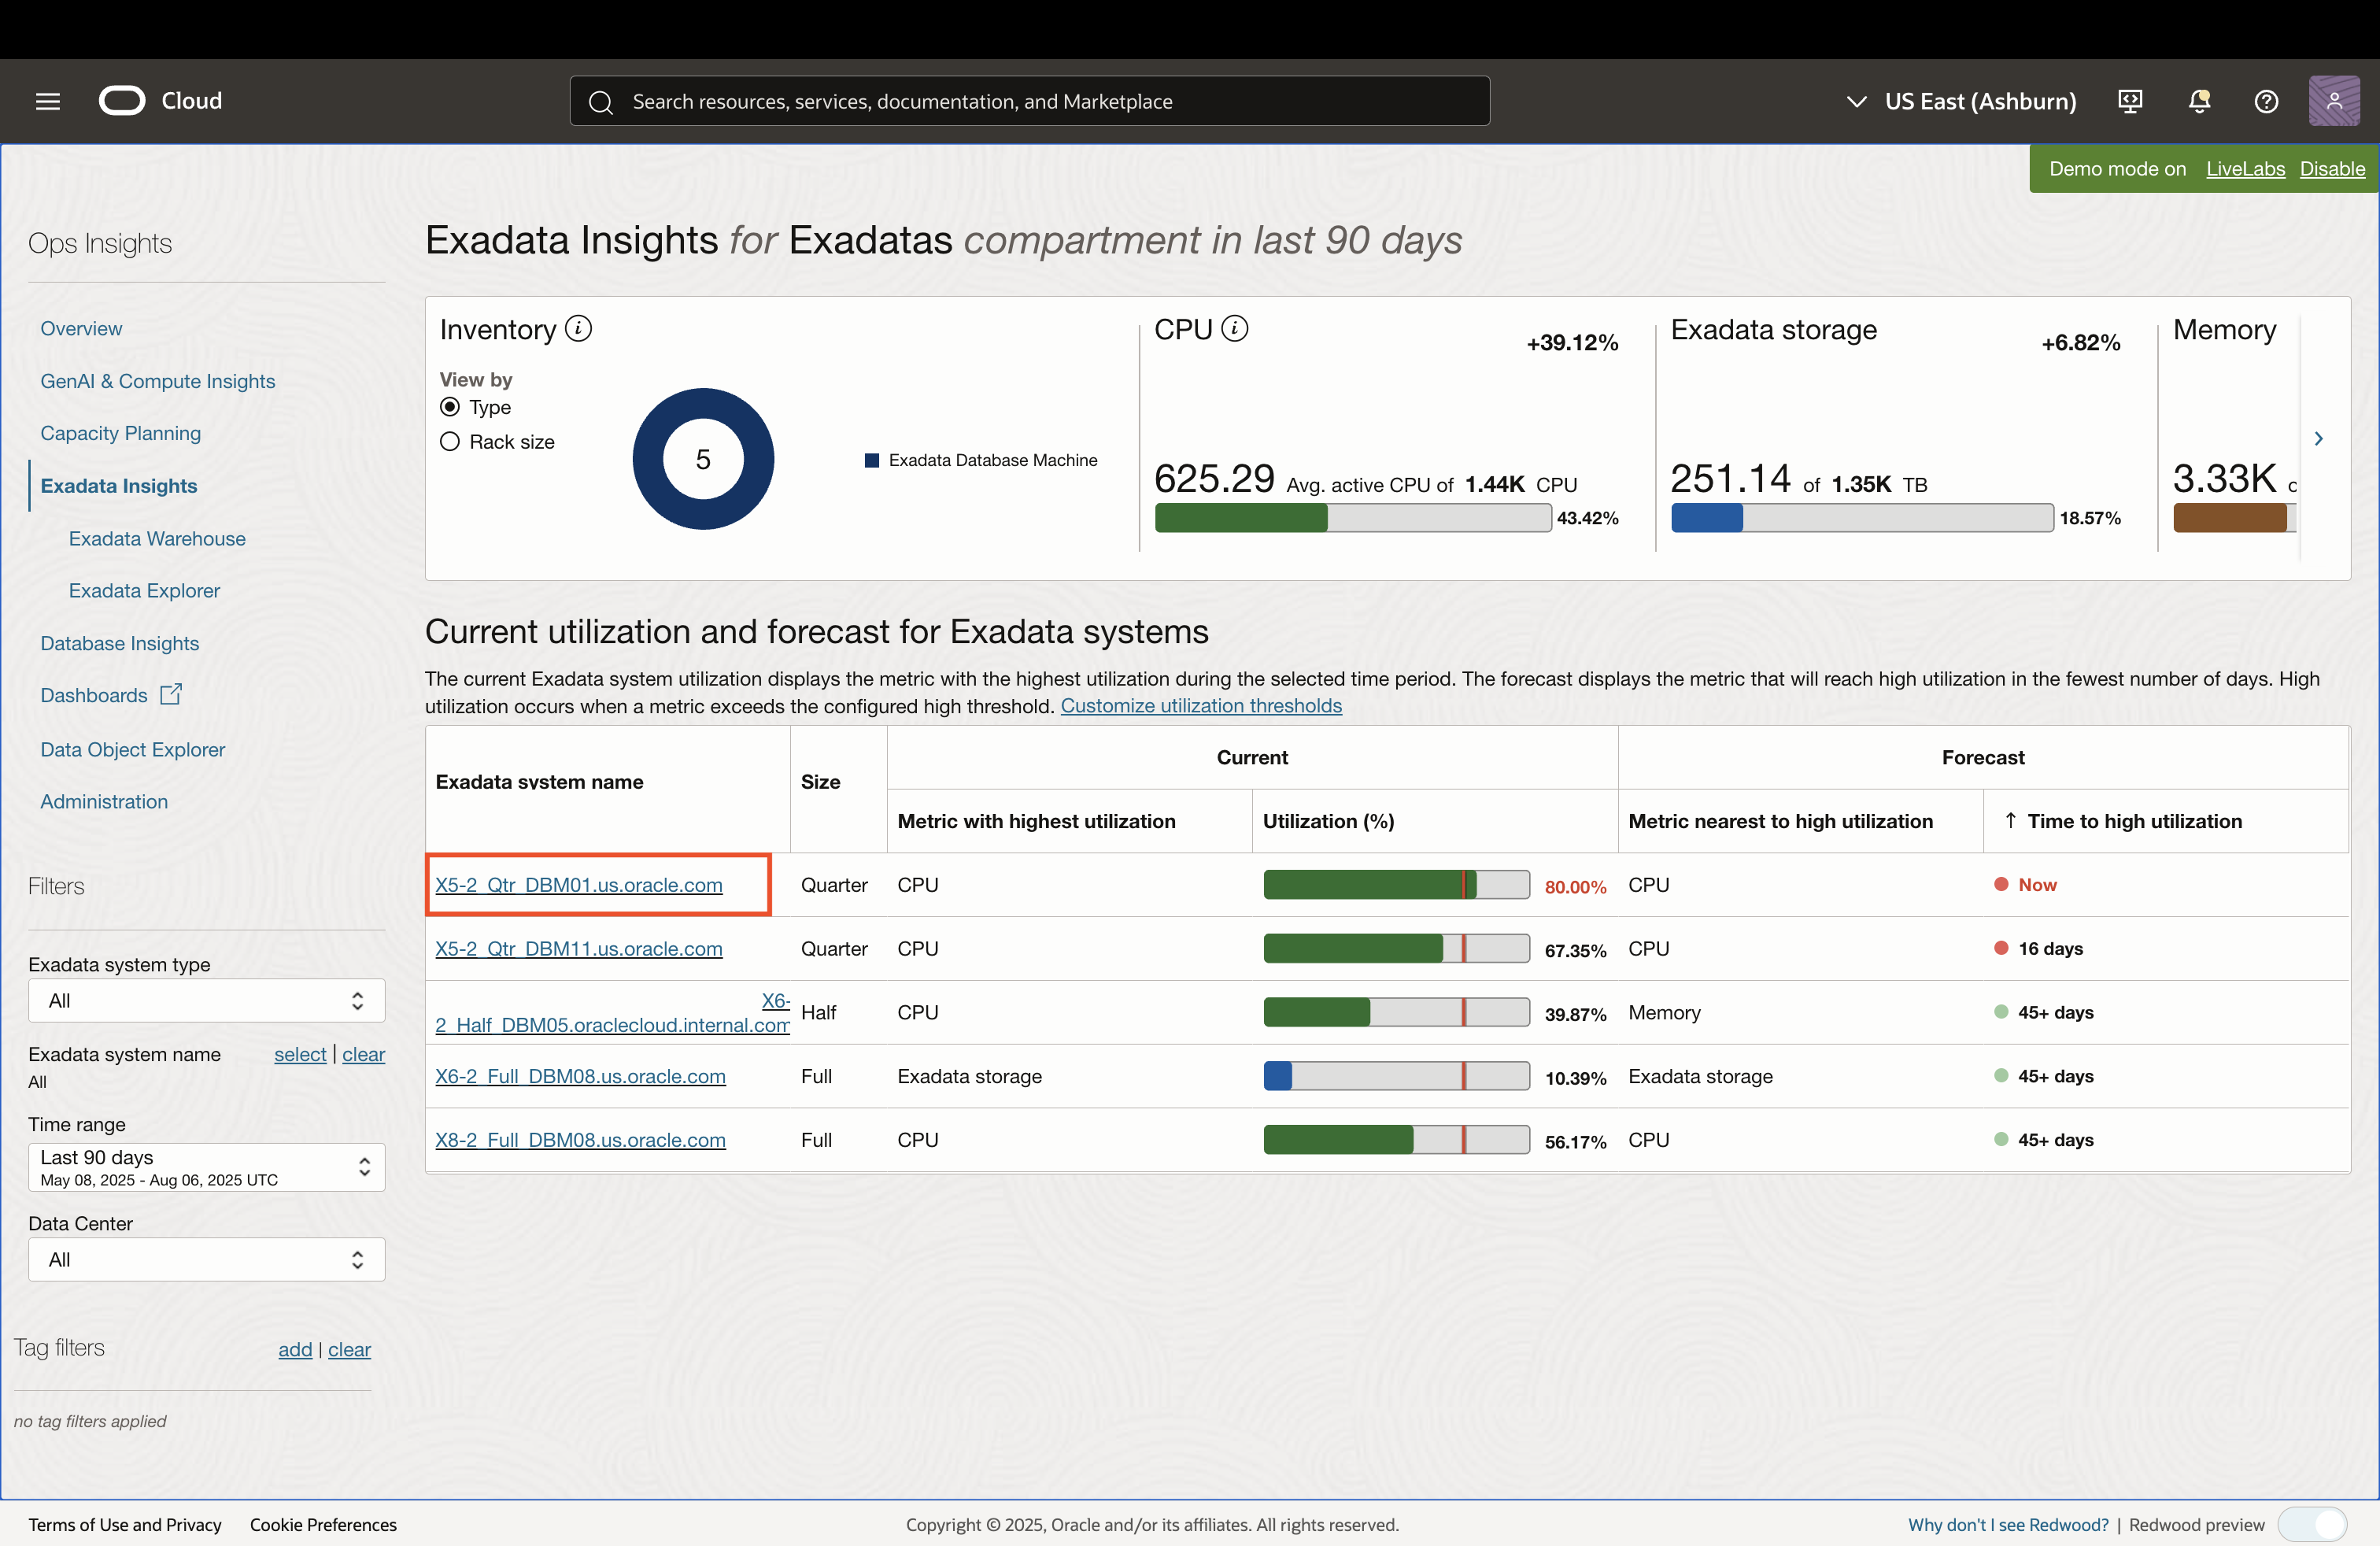 Cloud
Search resources, services, documentation, and Marketplace
US East (Ashburn)
Demo mode on LiveLabs Disable
Ops Insights
Overview
GenAI & Compute Insights
Capacity Planning
Exadata Insights
Exadata Warehouse
Exadata Explorer
Database Insights
Dashboards
Data Object Explorer
Administration
Filters
Exadata system type
All
Exadata system name select | clear
All
Time range
Last 90 days
May 08, 2025 - Aug 06, 2025 UTC
Data Center
All
Tag filters add | clear
no tag filters applied
Exadata Insights for Exadatas compartment in last 90 days
Inventory
View by
Type
Rack size
5
Exadata Database Machine
CPU
+39.12%
625.29 Avg. active CPU of 1.44K CPU
43.42%
Exadata storage
+6.82%
251.14 of 1.35K TB
18.57%
Memory
3.33K
Current utilization and forecast for Exadata systems
The current Exadata system utilization displays the metric with the highest utilization during the selected time period. The forecast displays the metric that will reach high utilization in the fewest number of days. High
utilization occurs when a metric exceeds the configured high threshold. Customize utilization thresholds
Exadata system name Size Current Forecast
Metric with highest utilization Utilization (%) Metric nearest to high utilization ↑ Time to high utilization
X5-2_Qtr_DBM01.us.oracle.com Quarter CPU 80.00% CPU Now
X5-2_Qtr_DBM11.us.oracle.com Quarter CPU 67.35% CPU 16 days
X6-
2_Half_DBM05.oraclecloud.internal.com Half CPU 39.87% Memory 45+ days
X6-2_Full_DBM08.us.oracle.com Full Exadata storage 10.39% Exadata storage 45+ days
X8-2_Full_DBM08.us.oracle.com Full CPU 56.17% CPU 45+ days
Terms of Use and Privacy Cookie Preferences
Copyright © 2025, Oracle and/or its affiliates. All rights reserved.
Why don't I see Redwood? | Redwood preview